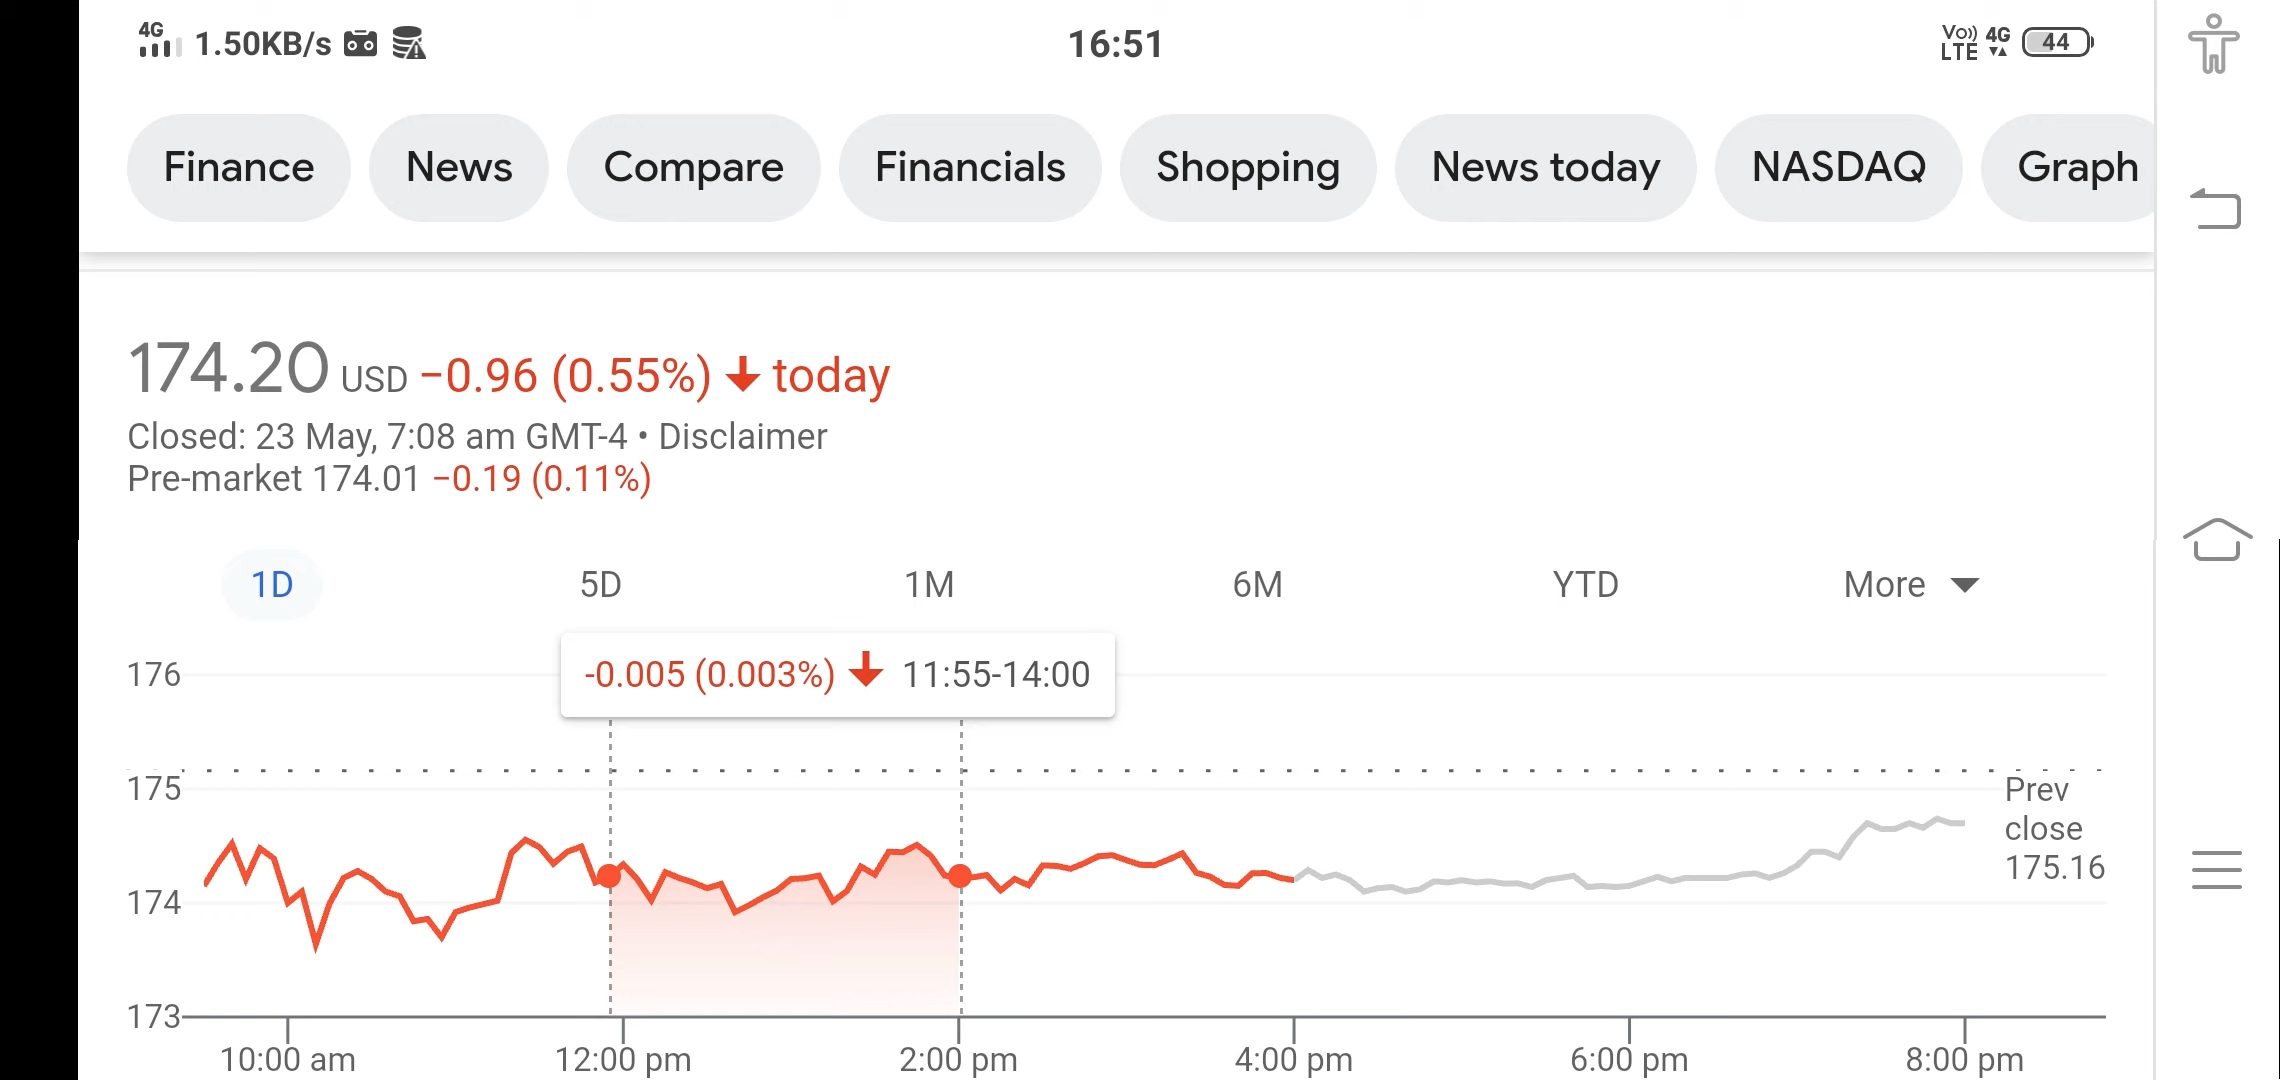 4G 1.50KB/s 16:51 Vo)) LTE 4G 44
Finance News Compare Financials Shopping News today NASDAQ Graph
174.20 USD −0.96 (0.55%) today
Closed: 23 May, 7:08 am GMT-4 • Disclaimer
Pre-market 174.01 −0.19 (0.11%)
1D 5D 1M 6M YTD More
-0.005 (0.003%) 11:55-14:00
176
175
174
173
Prev
close
175.16
10:00 am 12:00 pm 2:00 pm 4:00 pm 6:00 pm 8:00 pm